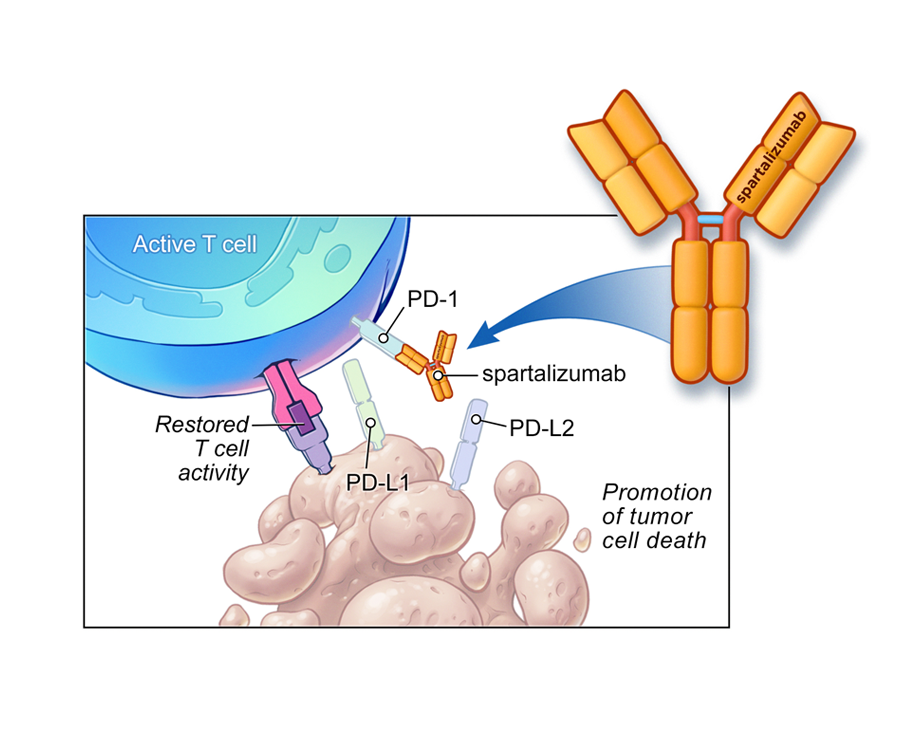 spartalizumab
Active T cell
PD-1
spartalizumab
Restored
T cell
activity
PD-L2
PD-L1
Promotion
of tumor
cell death